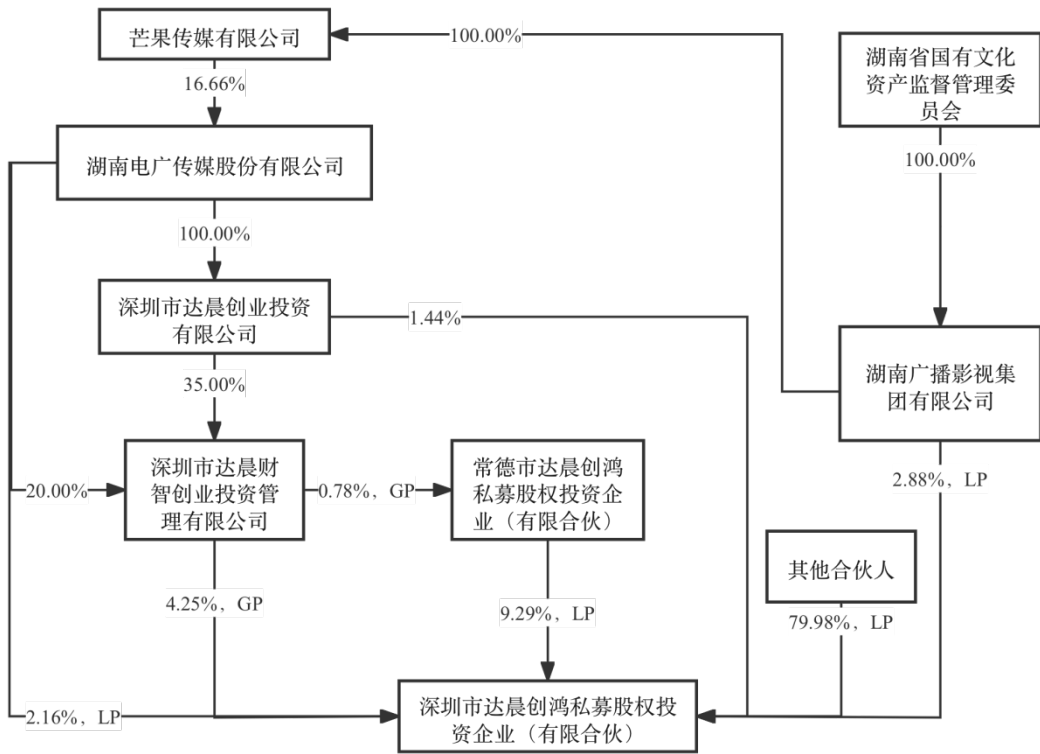 芒果传媒有限公司
100.00%
湖南省国有文化
资产监督管理委
员会
16.66%
湖南电广传媒股份有限公司
100.00%
100.00%
深圳市达晨创业投资
有限公司
1.44%
湖南广播影视集
团有限公司
35.00%
深圳市达晨财
智创业投资管
理有限公司
常德市达晨创鸿
私募股权投资企
业（有限合伙）
20.00%
0.78%，GP
2.88%，LP
其他合伙人
4.25%，GP
9.29%，LP
79.98%，LP
2.16%，LP
深圳市达晨创鸿私募股权投
资企业（有限合伙）